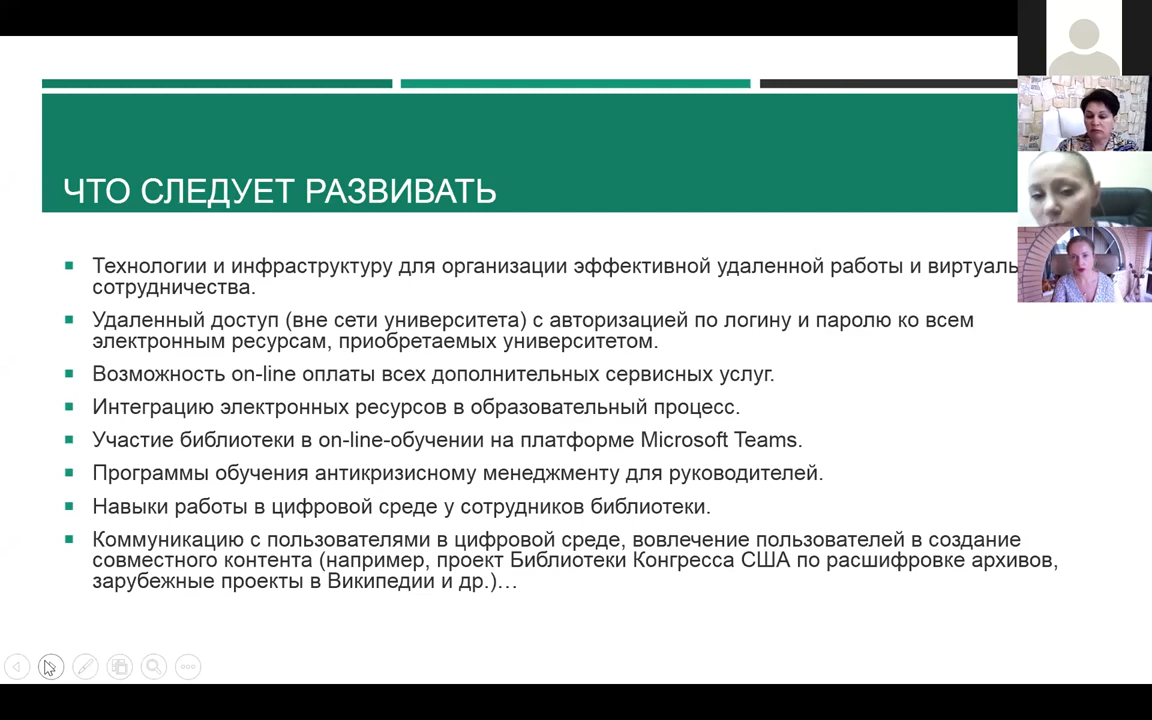 ЧТО СЛЕДУЕТ РАЗВИВАТЬ
Технологии и инфраструктуру для организации эффективной удаленной работы и виртуаль
сотрудничества.
Удаленный доступ (вне сети университета) с авторизацией по логину и паролю ко всем
электронным ресурсам, приобретаемых университетом.
Возможность on-line оплаты всех дополнительных сервисных услуг.
Интеграцию электронных ресурсов в образовательный процесс.
Участие библиотеки в on-line-обучении на платформе Microsoft Teams.
Программы обучения антикризисному менеджменту для руководителей.
Навыки работы в цифровой среде у сотрудников библиотеки.
Коммуникацию с пользователями в цифровой среде, вовлечение пользователей в создание
совместного контента (например, проект Библиотеки Конгресса США по расшифровке архивов,
зарубежные проекты в Википедии и др.)…